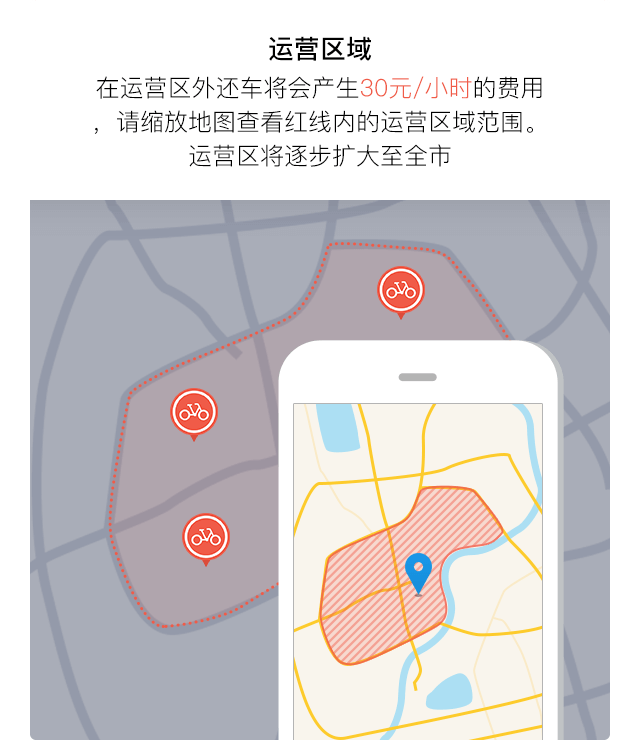 运营区域
在运营区外还车将会产生30元/小时的费用
，请缩放地图查看红线内的运营区域范围。
运营区将逐步扩大至全市